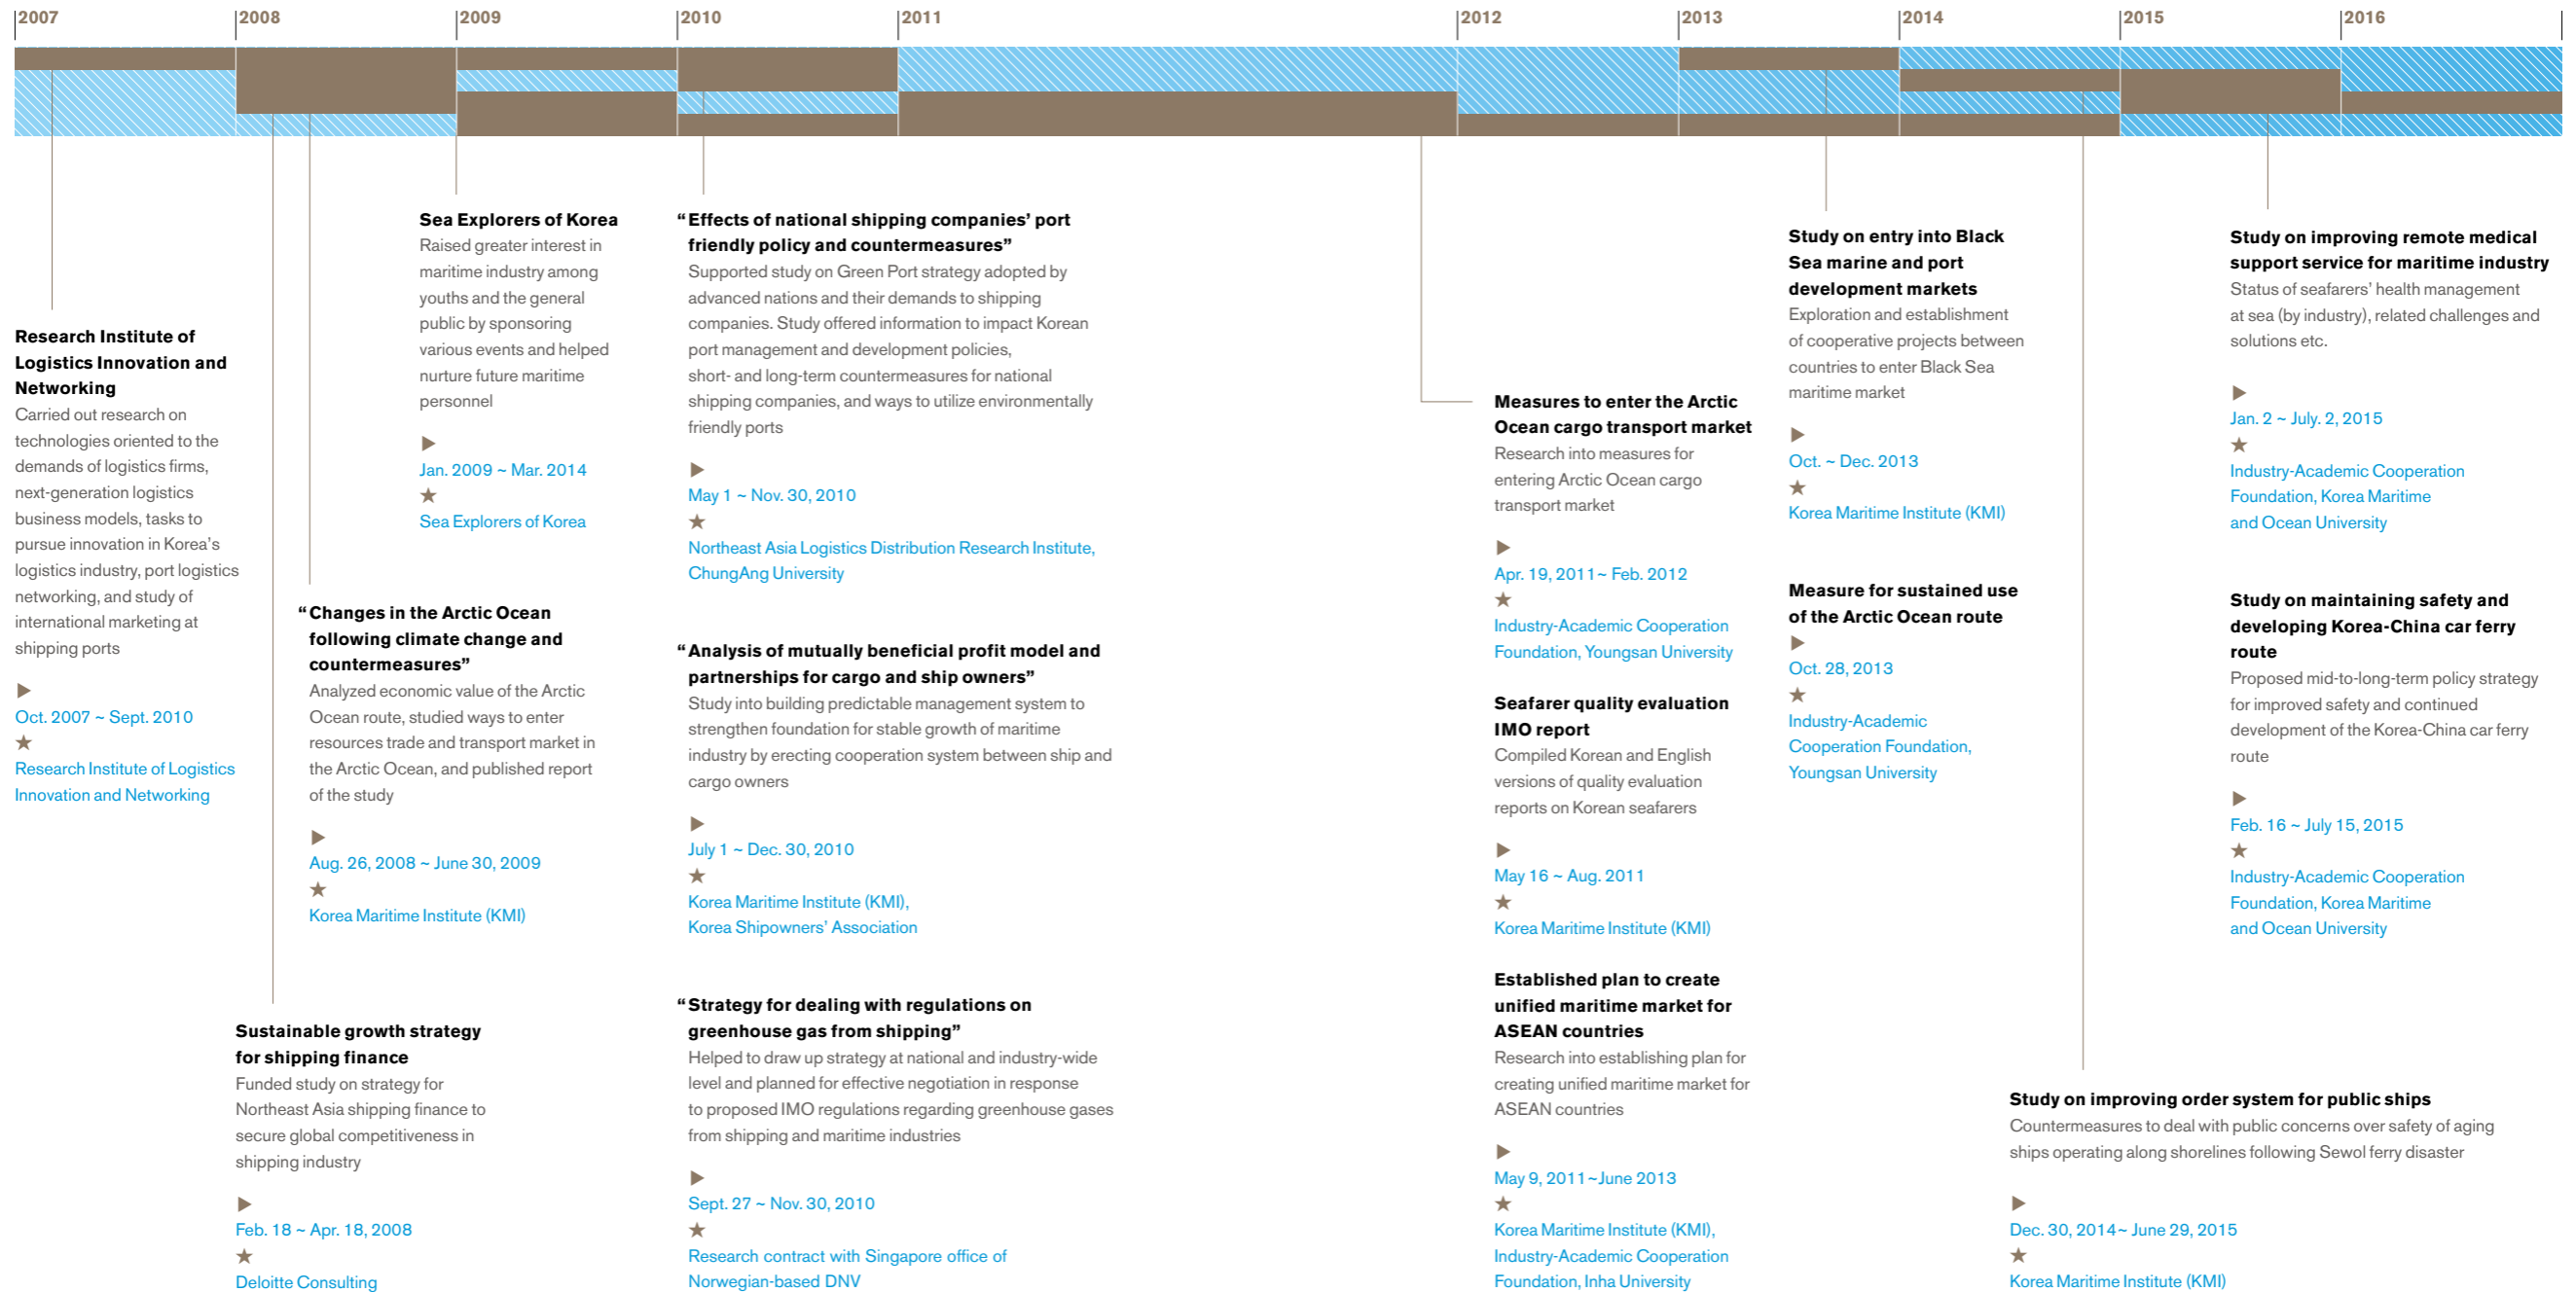 2007
2008
2009
2010
2011
2012
2013
2014
2015
2016
Research Institute of
Logistics Innovation and
Networking
Carried out research on
technologies oriented to the
demands of logistics firms,
next-generation logistics
business models, tasks to
pursue innovation in Korea’s
logistics industry, port logistics
networking, and study of
international marketing at
shipping ports
Oct. 2007 ~ Sept. 2010
Research Institute of Logistics
Innovation and Networking
Sustainable growth strategy
for shipping finance
Funded study on strategy for
Northeast Asia shipping finance to
secure global competitiveness in
shipping industry
Feb. 18 ~ Apr. 18, 2008
Deloitte Consulting
“Changes in the Arctic Ocean
following climate change and
countermeasures”
Analyzed economic value of the Arctic
Ocean route, studied ways to enter
resources trade and transport market in
the Arctic Ocean, and published report
of the study
Aug. 26, 2008 ~ June 30, 2009
Korea Maritime Institute (KMI)
Sea Explorers of Korea
Raised greater interest in
maritime industry among
youths and the general
public by sponsoring
various events and helped
nurture future maritime
personnel
Jan. 2009 ~ Mar. 2014
Sea Explorers of Korea
“Effects of national shipping companies’ port
friendly policy and countermeasures”
Supported study on Green Port strategy adopted by
advanced nations and their demands to shipping
companies. Study offered information to impact Korean
port management and development policies,
short- and long-term countermeasures for national
shipping companies, and ways to utilize environmentally
friendly ports
May 1 ~ Nov. 30, 2010
Northeast Asia Logistics Distribution Research Institute,
ChungAng University
“Analysis of mutually beneficial profit model and
partnerships for cargo and ship owners”
Study into building predictable management system to
strengthen foundation for stable growth of maritime
industry by erecting cooperation system between ship and
cargo owners
July 1 ~ Dec. 30, 2010
Korea Maritime Institute (KMI),
Korea Shipowners’ Association
“Strategy for dealing with regulations on
greenhouse gas from shipping”
Helped to draw up strategy at national and industry-wide
level and planned for effective negotiation in response
to proposed IMO regulations regarding greenhouse gases
from shipping and maritime industries
Sept. 27 ~ Nov. 30, 2010
Research contract with Singapore office of
Norwegian-based DNV
Measures to enter the Arctic
Ocean cargo transport market
Research into measures for
entering Arctic Ocean cargo
transport market
Apr. 19, 2011~ Feb. 2012
Industry-Academic Cooperation
Foundation, Youngsan University
Seafarer quality evaluation
IMO report
Compiled Korean and English
versions of quality evaluation
reports on Korean seafarers
May 16 ~ Aug. 2011
Korea Maritime Institute (KMI)
Established plan to create
unified maritime market for
ASEAN countries
Research into establishing plan for
creating unified maritime market for
ASEAN countries
May 9, 2011~June 2013
Korea Maritime Institute (KMI),
Industry-Academic Cooperation
Foundation, Inha University
Study on entry into Black
Sea marine and port
development markets
Exploration and establishment
of cooperative projects between
countries to enter Black Sea
maritime market
Oct. ~ Dec. 2013
Korea Maritime Institute (KMI)
Measure for sustained use
of the Arctic Ocean route
Oct. 28, 2013
Industry-Academic
Cooperation Foundation,
Youngsan University
Study on improving order system for public ships
Countermeasures to deal with public concerns over safety of aging
ships operating along shorelines following Sewol ferry disaster
Dec. 30, 2014~ June 29, 2015
Korea Maritime Institute (KMI)
Study on improving remote medical
support service for maritime industry
Status of seafarers’ health management
at sea (by industry), related challenges and
solutions etc.
Jan. 2 ~ July. 2, 2015
Industry-Academic Cooperation
Foundation, Korea Maritime
and Ocean University
Study on maintaining safety and
developing Korea-China car ferry
route
Proposed mid-to-long-term policy strategy
for improved safety and continued
development of the Korea-China car ferry
route
Feb. 16 ~ July 15, 2015
Industry-Academic Cooperation
Foundation, Korea Maritime
and Ocean University